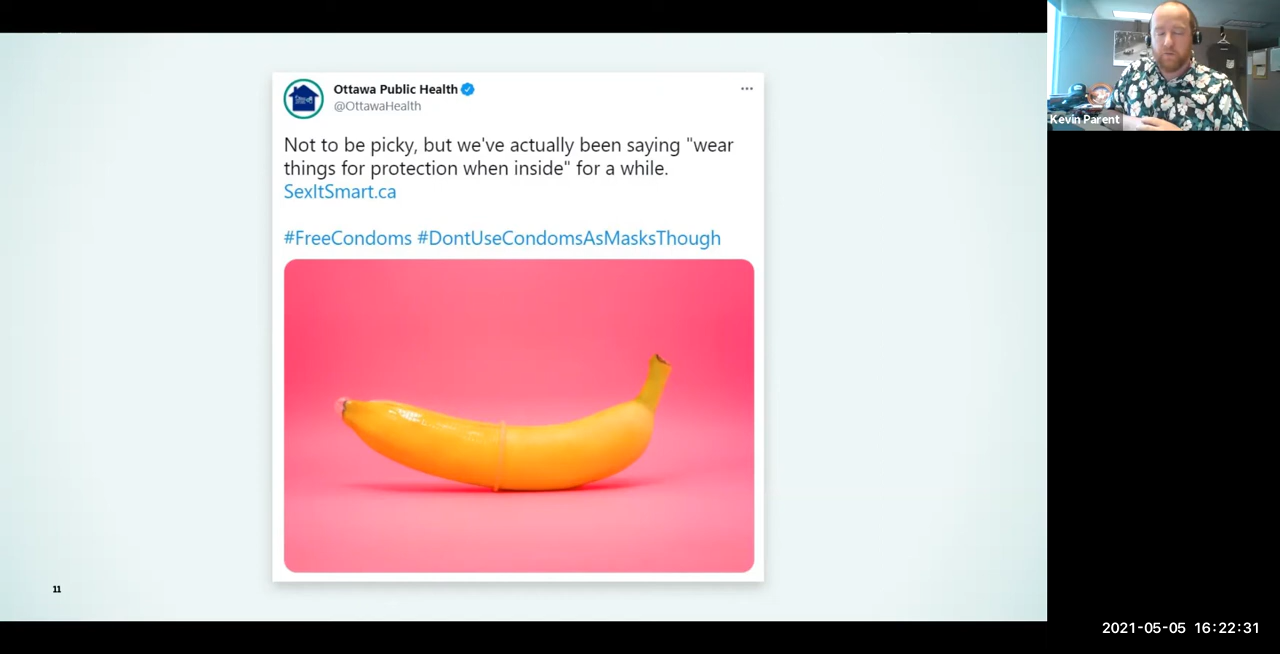 Ottawa Public Health
@OttawaHealth
Not to be picky, but we've actually been saying "wear
things for protection when inside" for a while.
SexItSmart.ca
#FreeCondoms #DontUseCondomsAsMasksThough
11
Kevin Parent
2021-05-05 16:22:31